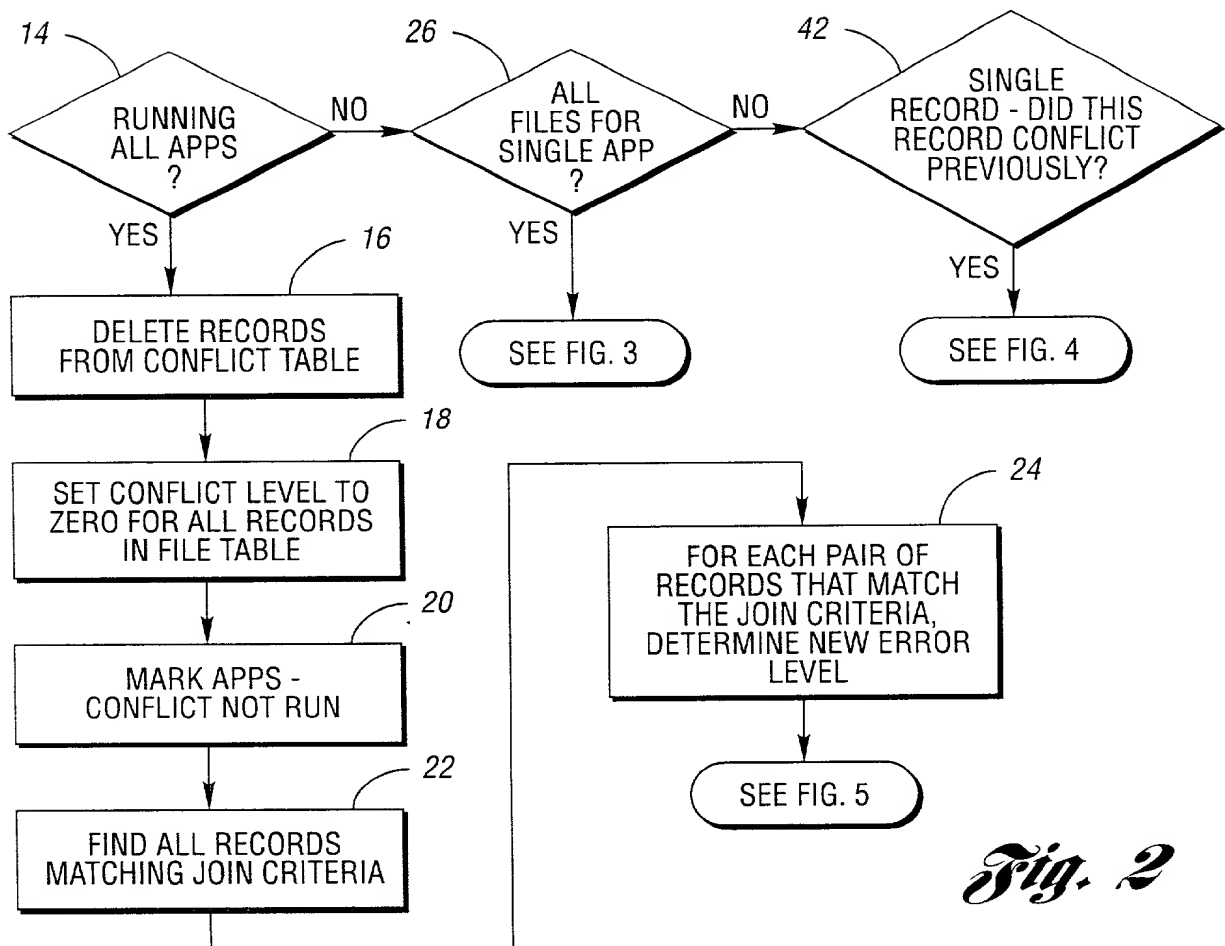 14
RUNNING
ALL APPS
?
NO
YES
26
ALL
FILES FOR
SINGLE APP
?
NO
YES
SEE FIG. 3
42
SINGLE
RECORD - DID THIS
RECORD CONFLICT
PREVIOUSLY?
YES
SEE FIG. 4
16
DELETE RECORDS
FROM CONFLICT TABLE
18
SET CONFLICT LEVEL TO
ZERO FOR ALL RECORDS
IN FILE TABLE
20
MARK APPS -
CONFLICT NOT RUN
22
FIND ALL RECORDS
MATCHING JOIN CRITERIA
24
FOR EACH PAIR OF
RECORDS THAT MATCH
THE JOIN CRITERIA,
DETERMINE NEW ERROR
LEVEL
SEE FIG. 5
Fig. 2